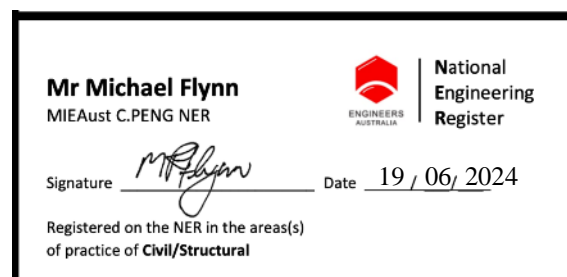 Mr Michael Flynn
MIEAust C.PENG NER
ENGINEERS
AUSTRALIA
National
Engineering
Register
Signature MFlynn Date 19 / 06/ 2024
Registered on the NER in the areas(s)
of practice of Civil/Structural